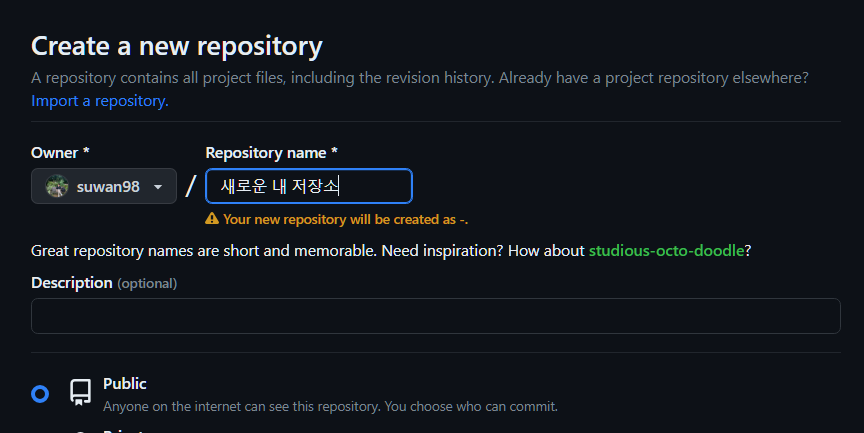 Create a new repository
A repository contains all project files, including the revision history. Already have a project repository elsewhere?
Import a repository.
Owner *
Repository name *
suwan98
/
새로운 내 저장소
Your new repository will be created as -.
Great repository names are short and memorable. Need inspiration? How about studious-octo-doodle?
Description (optional)
Public
Anyone on the internet can see this repository. You choose who can commit.